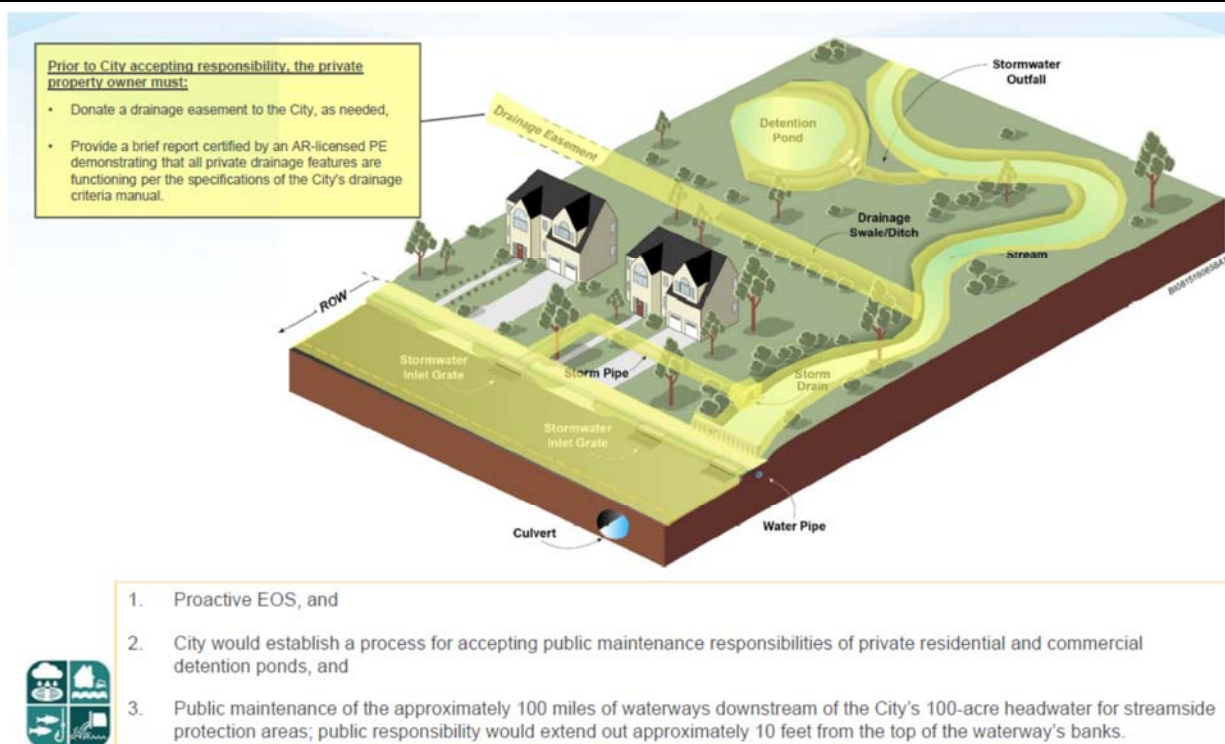 Prior to City accepting responsibility, the private
property owner must:
• Donate a drainage easement to the City, as needed,
• Provide a brief report certified by an AR-licensed PE
demonstrating that all private drainage features are
functioning per the specifications of the City's drainage
criteria manual.
Drainage Easement
Detention
Pond
Stormwater
Outfall
Drainage
Swale/Ditch
Stream
ROW
Stormwater
Inlet Grate
Storm Pipe
Storm
Drain
Stormwater
Inlet Grate
Culvert
Water Pipe
1. Proactive EOS, and
2. City would establish a process for accepting public maintenance responsibilities of private residential and commercial
detention ponds, and
3. Public maintenance of the approximately 100 miles of waterways downstream of the City's 100-acre headwater for streamside
protection areas; public responsibility would extend out approximately 10 feet from the top of the waterway's banks.